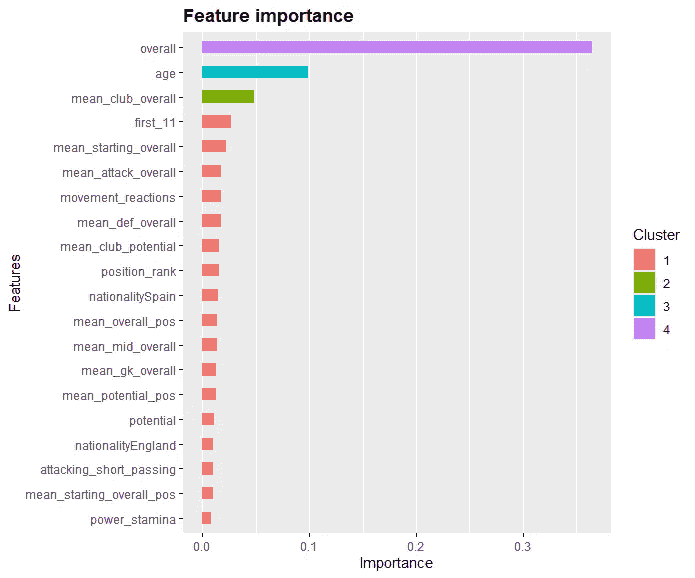 Feature importance
overall
age
mean_club_overall
first_11
mean_starting_overall
mean_attack_overall
movement_reactions
mean_def_overall
mean_club_potential
position_rank
nationalitySpain
mean_overall_pos
mean_mid_overall
mean_gk_overall
mean_potential_pos
potential
nationalityEngland
attacking_short_passing
mean_starting_overall_pos
power_stamina
Features
0.0 0.1 0.2 0.3
Importance
Cluster
1
2
3
4